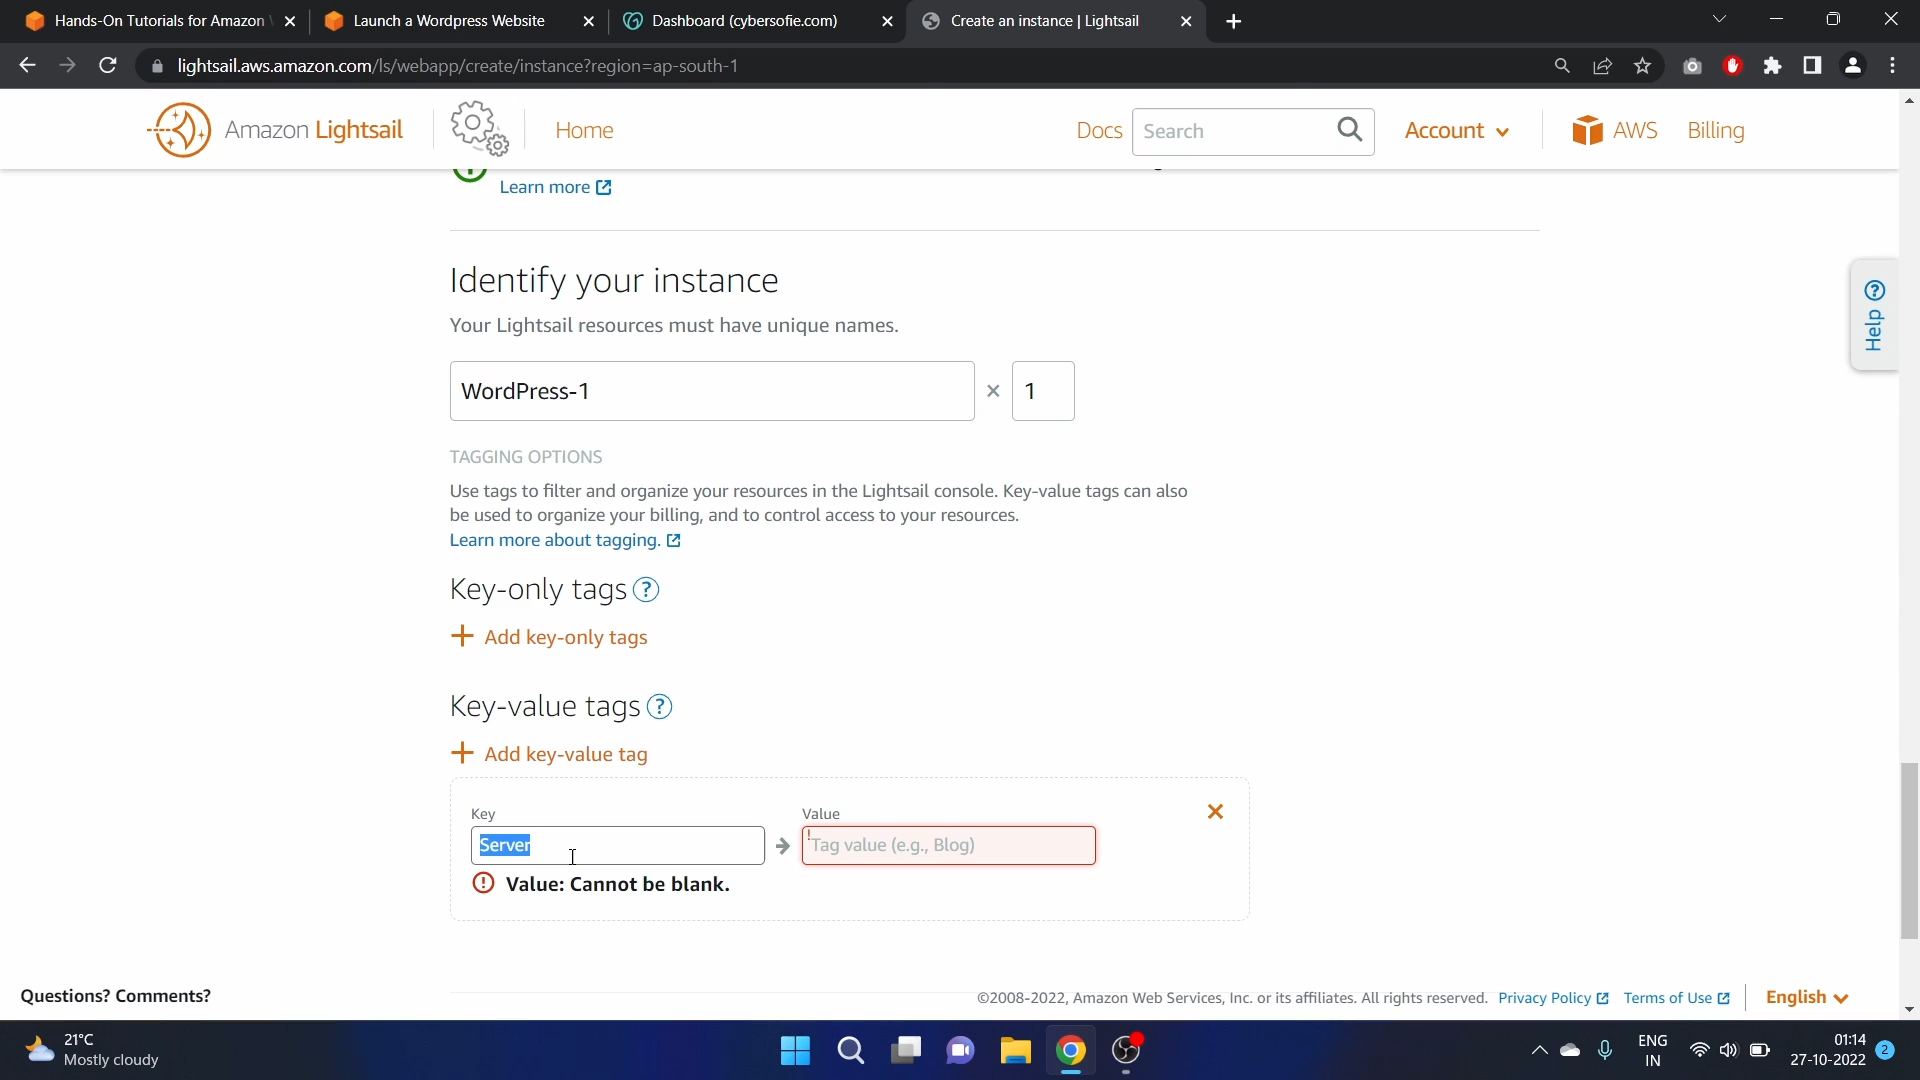 Hands-On Tutorials for Amazon
Launch a Wordpress Website
Dashboard (cybersofie.com)
Create an instance | Lightsail
lightsail.aws.amazon.com/ls/webapp/create/instance?region=ap-south-1
Amazon Lightsail
Home
Docs
Search
Account
AWS
Billing
Learn more
Help
Identify your instance
Your Lightsail resources must have unique names.
WordPress-1
×
1
TAGGING OPTIONS
Use tags to filter and organize your resources in the Lightsail console. Key-value tags can also
be used to organize your billing, and to control access to your resources.
Learn more about tagging.
Key-only tags ?
+ Add key-only tags
Key-value tags ?
+ Add key-value tag
Key
Value
Server
Tag value (e.g., Blog)
Value: Cannot be blank.
Questions? Comments?
©2008-2022, Amazon Web Services, Inc. or its affiliates. All rights reserved.
Privacy Policy
Terms of Use
English
21°C
Mostly cloudy
ENG
IN
01:14
27-10-2022
2